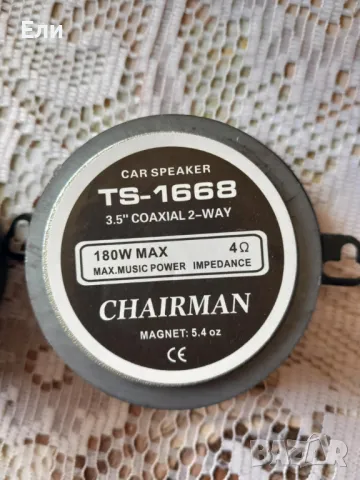 Ели
CAR SPEAKER
TS-1668
3.5" COAXIAL 2-WAY
180W MAX 4Ω
MAX.MUSIC POWER IMPEDANCE
CHAIRMAN
MAGNET: 5.4 oz
CE
BAZAR